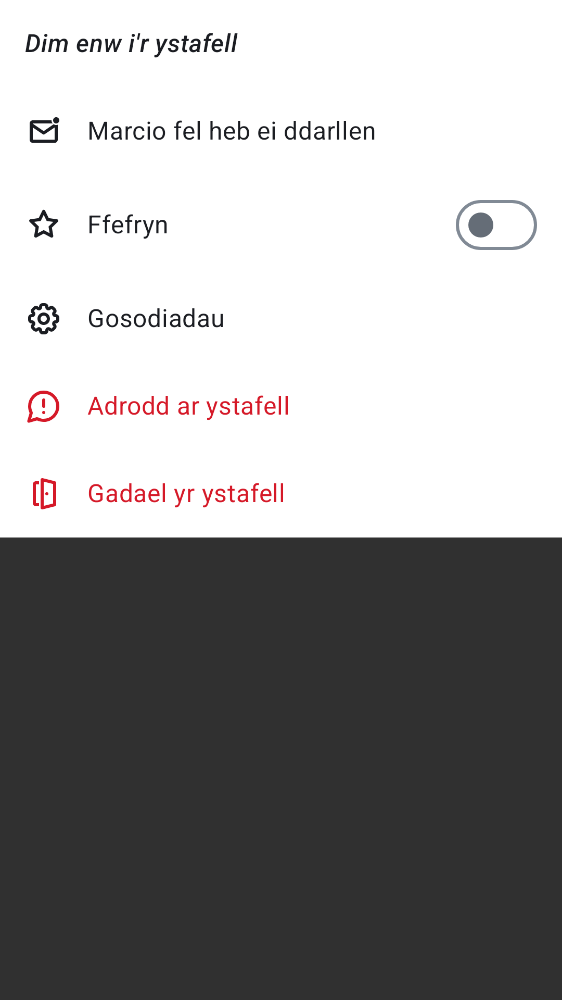 Dim enw i'r ystafell
Marcio fel heb ei ddarllen
Ffefryn
Gosodiadau
Adrodd ar ystafell
Gadael yr ystafell